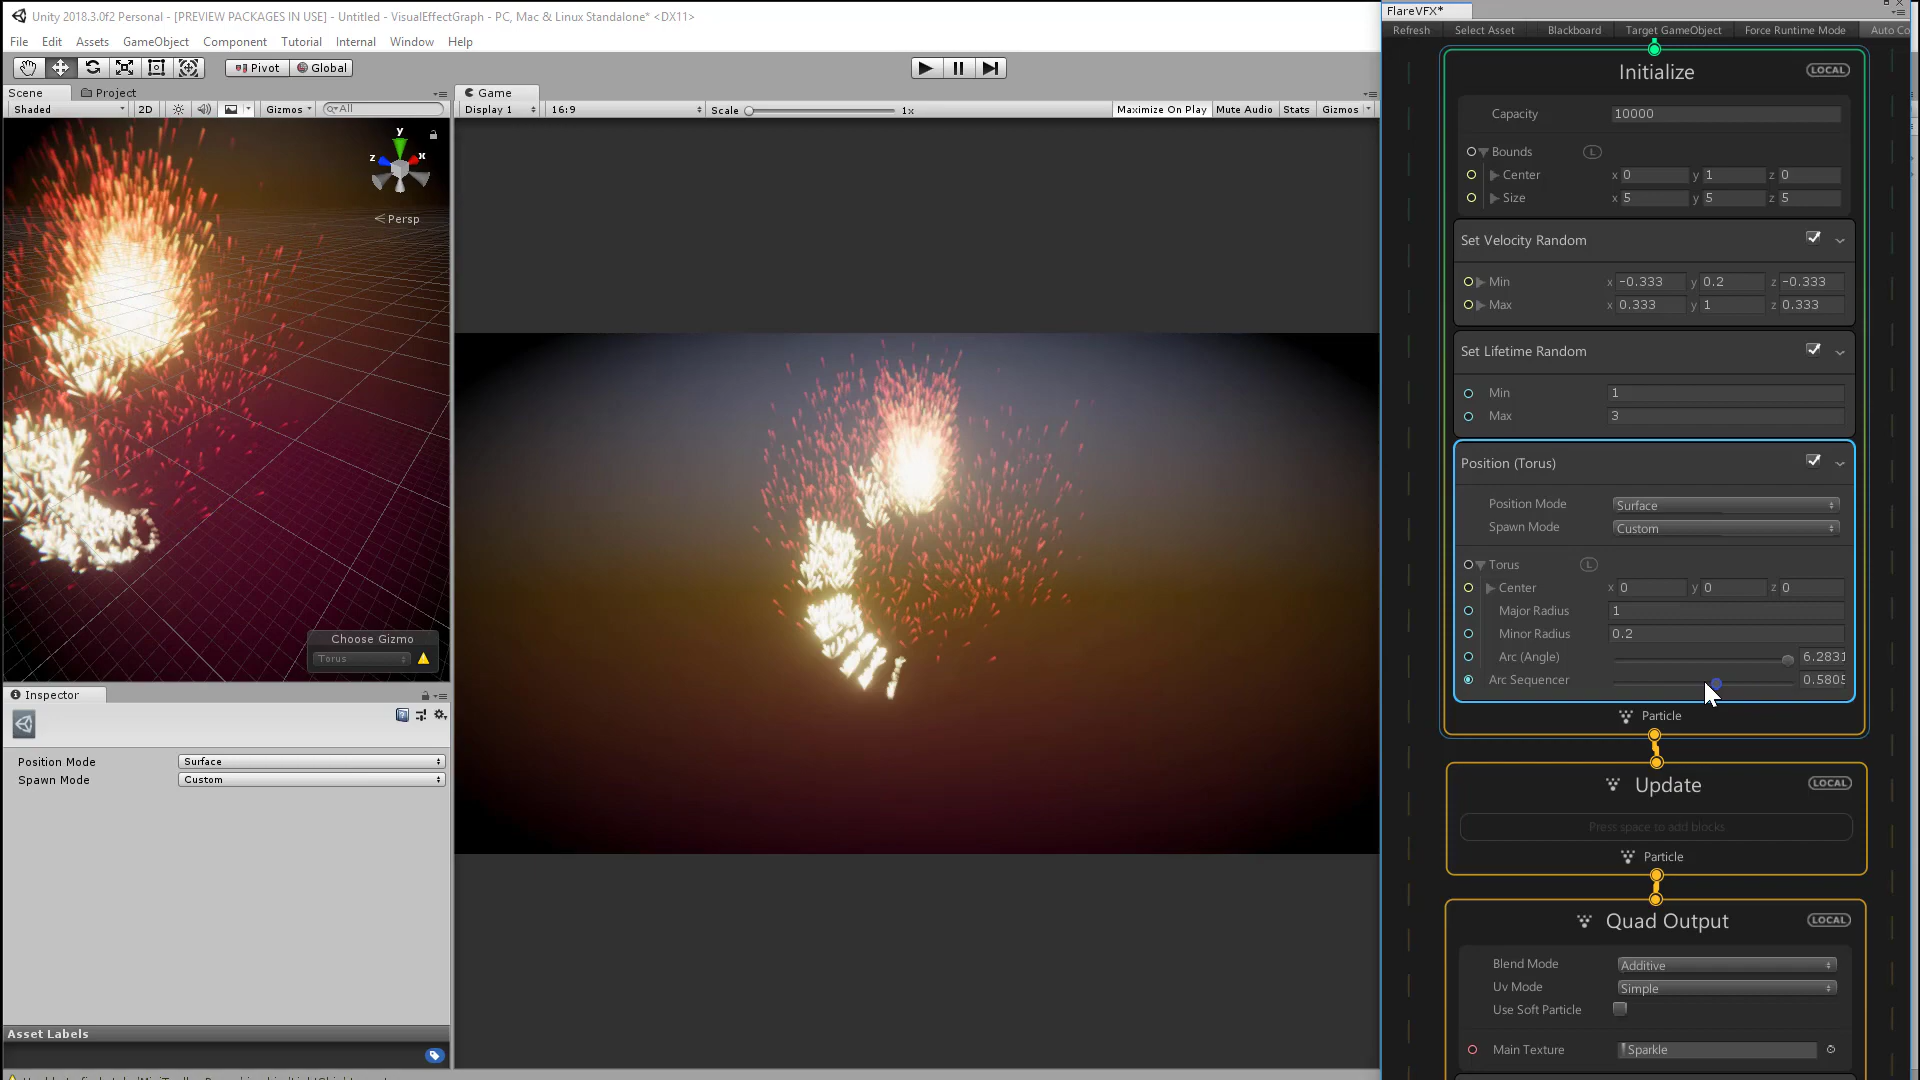 Unity 2018.3.0f2 Personal - [PREVIEW PACKAGES IN USE] - Untitled - VisualEffectGraph - PC, Mac & Linux Standalone* <DX11>
File Edit Assets GameObject Component Tutorial Internal Window Help
Pivot Global
Scene Project
Shaded 2D Gizmos All
y
z x
Persp
Choose Gizmo
Torus
Game
Display 1 16:9 Scale 1x Maximize On Play Mute Audio Stats Gizmos
Inspector
Position Mode Surface
Spawn Mode Custom
Asset Labels
FlareVFX*
Refresh Select Asset Blackboard Target GameObject Force Runtime Mode Auto Co
Initialize LOCAL
Capacity 10000
Bounds L
Center x 0 y 1 z 0
Size x 5 y 5 z 5
Set Velocity Random
Min x -0.333 y 0.2 z -0.333
Max x 0.333 y 1 z 0.333
Set Lifetime Random
Min 1
Max 3
Position (Torus)
Position Mode Surface
Spawn Mode Custom
Torus L
Center x 0 y 0 z 0
Major Radius 1
Minor Radius 0.2
Arc (Angle) 6.2831
Arc Sequencer 0.5805
Particle
Update LOCAL
Press space to add blocks
Particle
Quad Output LOCAL
Blend Mode Additive
Uv Mode Simple
Use Soft Particle
Main Texture Sparkle